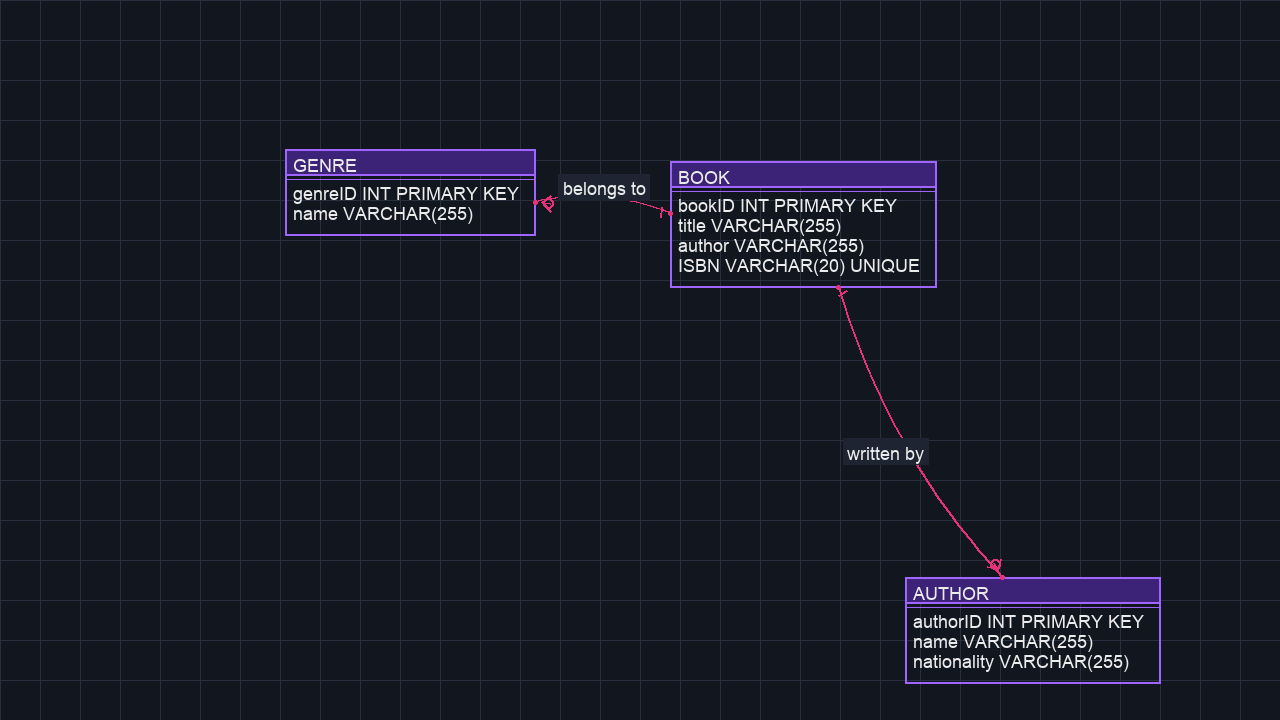 GENRE
genreID INT PRIMARY KEY
name VARCHAR(255)
belongs to
BOOK
bookID INT PRIMARY KEY
title VARCHAR(255)
author VARCHAR(255)
ISBN VARCHAR(20) UNIQUE
written by
AUTHOR
authorID INT PRIMARY KEY
name VARCHAR(255)
nationality VARCHAR(255)